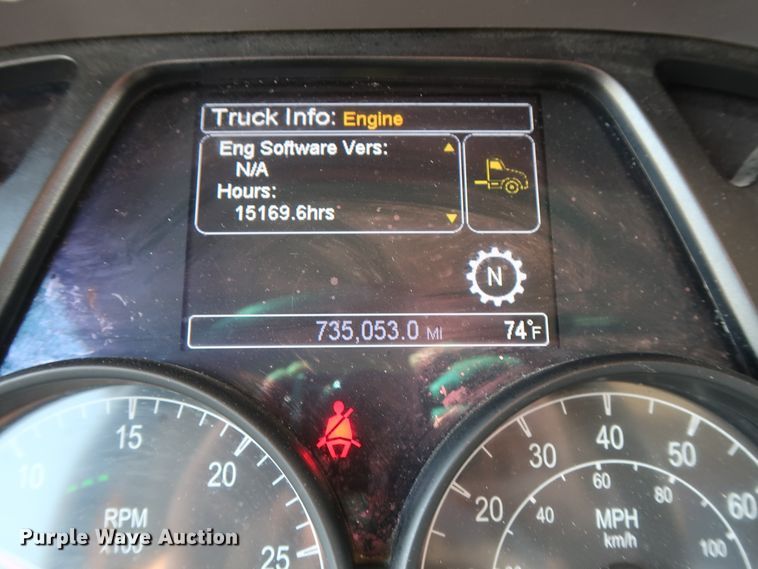 Truck Info: Engine
Eng Software Vers:
N/A
Hours:
15169.6hrs
N
735,053.0 MI 74°F
10 15 20 25
RPM
x100
20 30 40 50 60
40 60 80 100
MPH
km/h
Purple Wave Auction